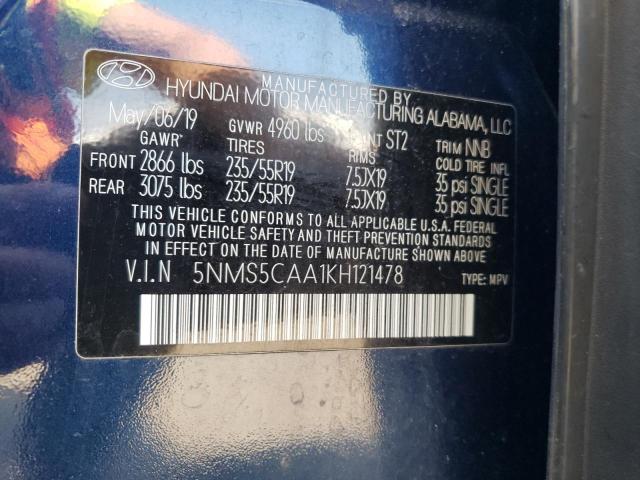 MANUFACTURED BY
HYUNDAI MOTOR MANUFACTURING ALABAMA, LLC
May/06/19 GVWR 4960 lbs ST2 TRIM NNB
GAWR TIRES RIMS COLD TIRE INFL
FRONT 2866 lbs 235/55R19 7.5JX19 35 psi SINGLE
REAR 3075 lbs 235/55R19 7.5JX19 35 psi SINGLE
THIS VEHICLE CONFORMS TO ALL APPLICABLE U.S.A. FEDERAL
MOTOR VEHICLE SAFETY AND THEFT PREVENTION STANDARDS
IN EFFECT ON THE DATE OF MANUFACTURE SHOWN ABOVE.
V.I.N 5NMS5CAA1KH121478 TYPE: MPV